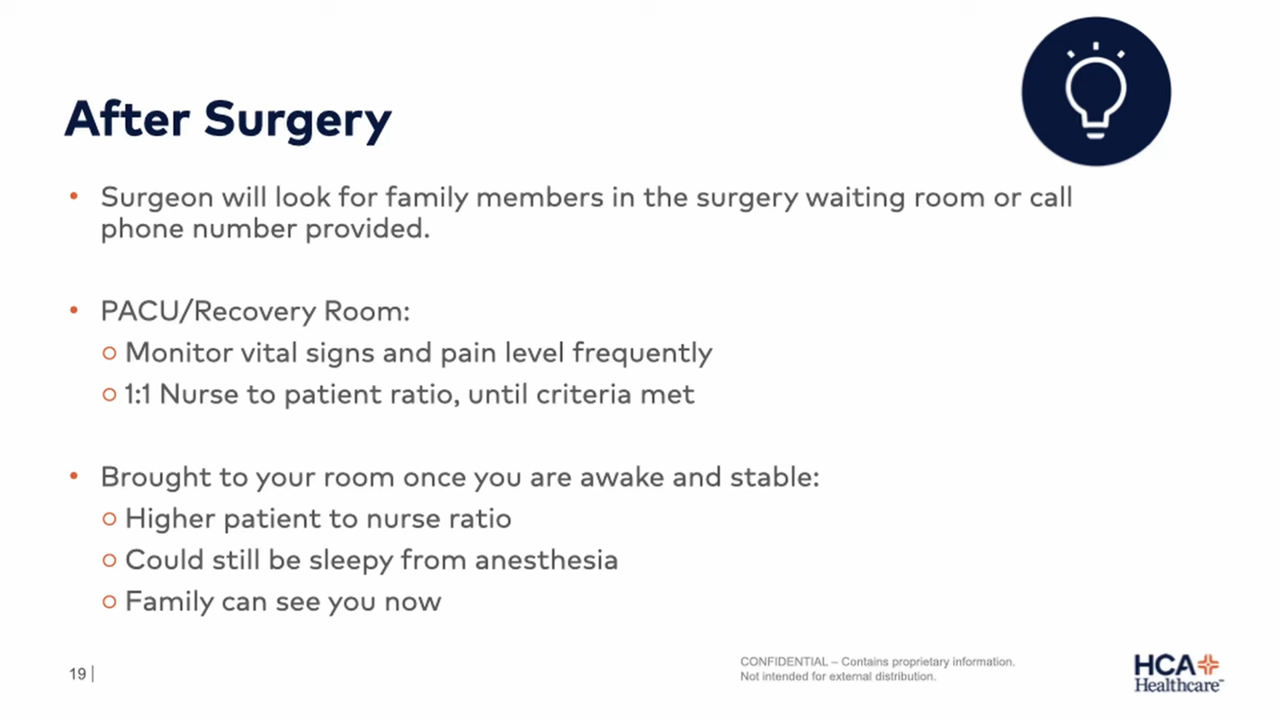 After Surgery
• Surgeon will look for family members in the surgery waiting room or call
phone number provided.
• PACU/Recovery Room:
○ Monitor vital signs and pain level frequently
○ 1:1 Nurse to patient ratio, until criteria met
• Brought to your room once you are awake and stable:
○ Higher patient to nurse ratio
○ Could still be sleepy from anesthesia
○ Family can see you now
19 |
CONFIDENTIAL – Contains proprietary information.
Not intended for external distribution.
HCA
Healthcare™